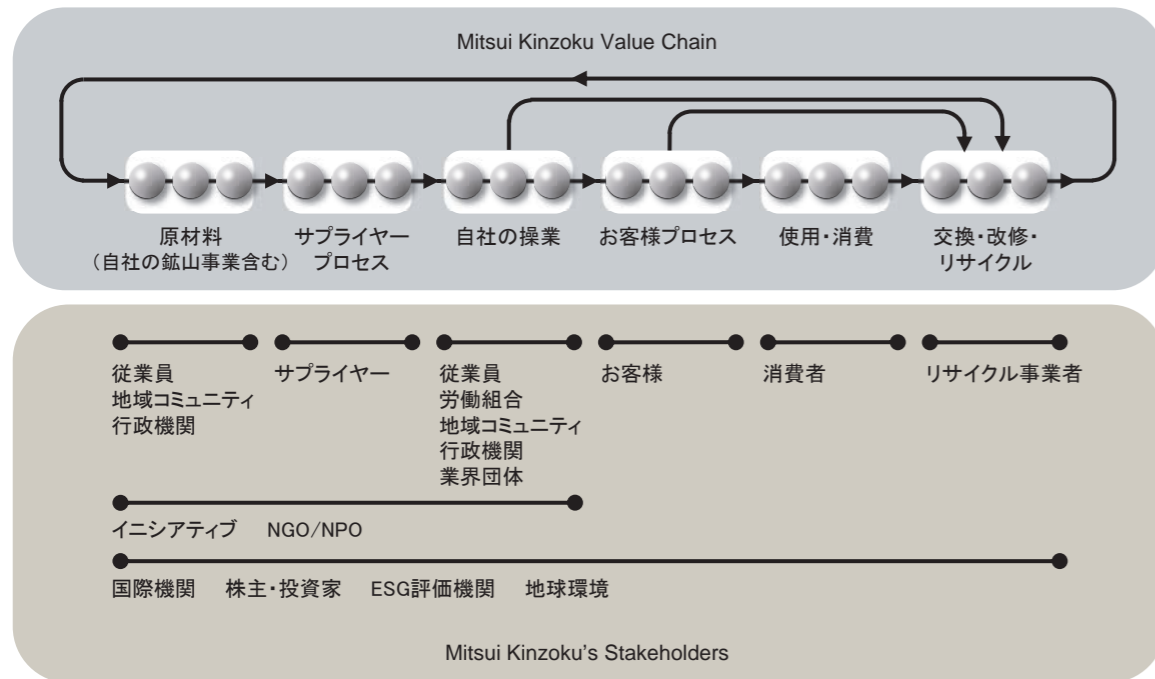 Mitsui Kinzoku Value Chain
原材料
（自社の鉱山事業含む）
サプライヤー
プロセス
自社の操業
お客様プロセス
使用・消費
交換・改修・
リサイクル
従業員
地域コミュニティ
行政機関
サプライヤー
従業員
労働組合
地域コミュニティ
行政機関
業界団体
お客様
消費者
リサイクル事業者
イニシアティブ NGO/NPO
国際機関 株主・投資家 ESG評価機関 地球環境
Mitsui Kinzoku's Stakeholders